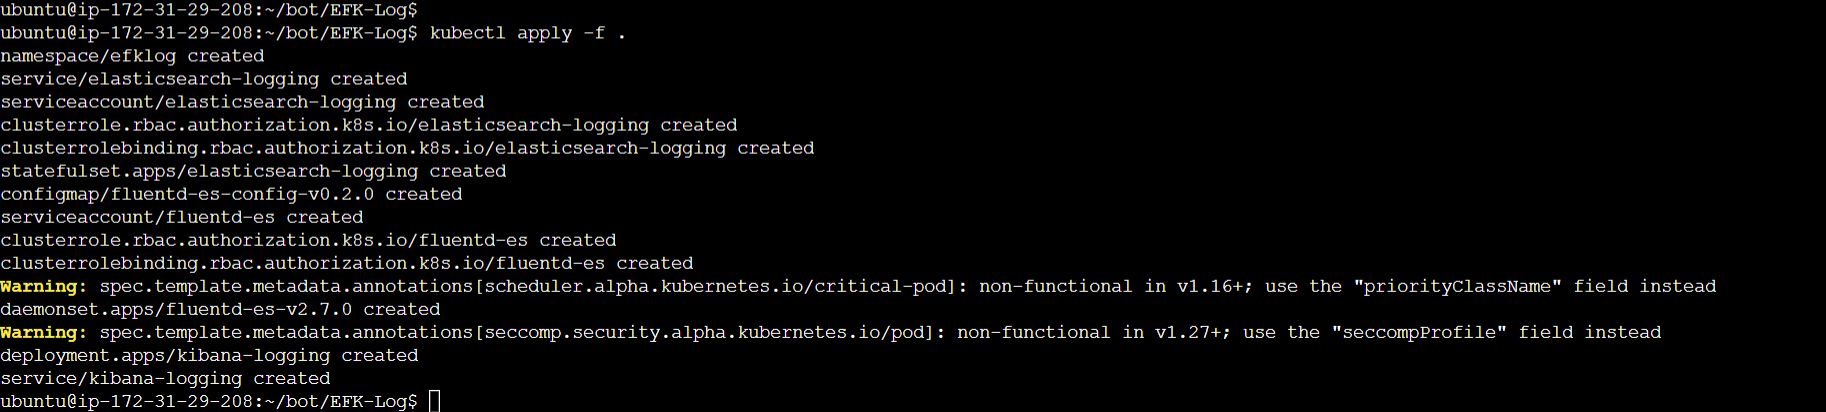 ubuntu@ip-172-31-29-208:~/bot/EFK-Log$
ubuntu@ip-172-31-29-208:~/bot/EFK-Log$ kubectl apply -f .
namespace/efklog created
service/elasticsearch-logging created
serviceaccount/elasticsearch-logging created
clusterrole.rbac.authorization.k8s.io/elasticsearch-logging created
clusterrolebinding.rbac.authorization.k8s.io/elasticsearch-logging created
statefulset.apps/elasticsearch-logging created
configmap/fluentd-es-config-v0.2.0 created
serviceaccount/fluentd-es created
clusterrole.rbac.authorization.k8s.io/fluentd-es created
clusterrolebinding.rbac.authorization.k8s.io/fluentd-es created
Warning: spec.template.metadata.annotations[scheduler.alpha.kubernetes.io/critical-pod]: non-functional in v1.16+; use the "priorityClassName" field instead
daemonset.apps/fluentd-es-v2.7.0 created
Warning: spec.template.metadata.annotations[seccomp.security.alpha.kubernetes.io/pod]: non-functional in v1.27+; use the "seccompProfile" field instead
deployment.apps/kibana-logging created
service/kibana-logging created
ubuntu@ip-172-31-29-208:~/bot/EFK-Log$